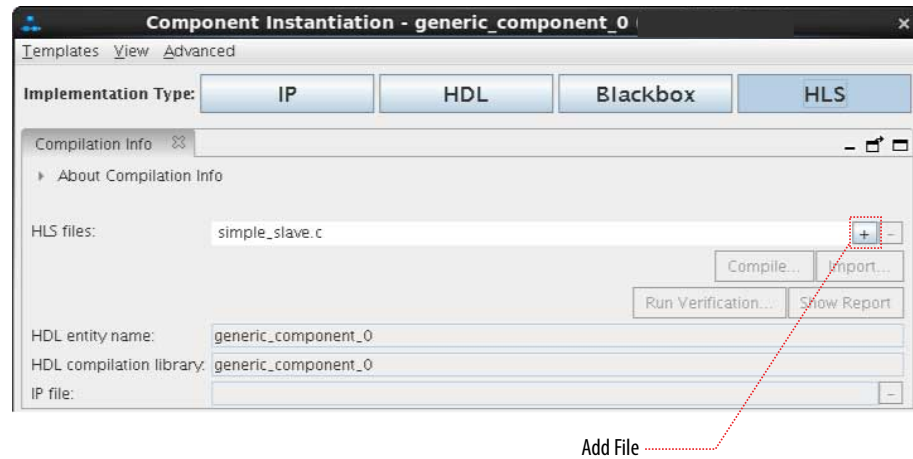 Component Instantiation - generic_component_0 (
Templates View Advanced
Implementation Type: IP HDL Blackbox HLS
Compilation Info
About Compilation Info
HLS files: simple_slave.c + -
Compile... Import...
Run Verification... Show Report
HDL entity name: generic_component_0
HDL compilation library: generic_component_0
IP file: -
Add File